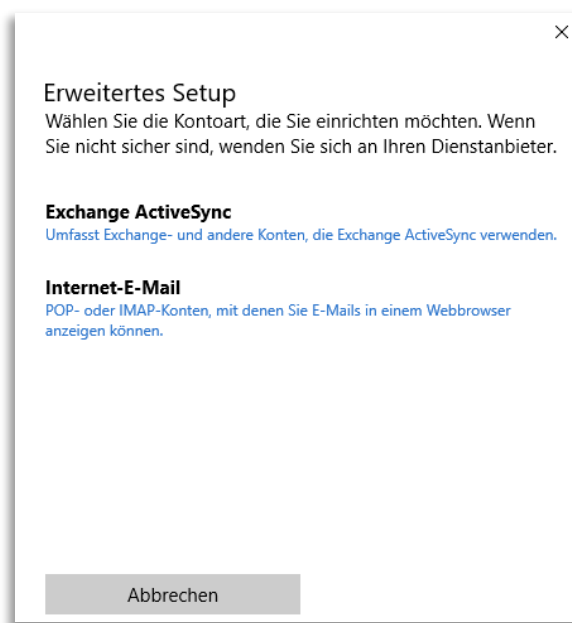 Erweitertes Setup
Wählen Sie die Kontoart, die Sie einrichten möchten. Wenn
Sie nicht sicher sind, wenden Sie sich an Ihren Dienstanbieter.
Exchange ActiveSync
Umfasst Exchange- und andere Konten, die Exchange ActiveSync verwenden.
Internet-E-Mail
POP- oder IMAP-Konten, mit denen Sie E-Mails in einem Webbrowser
anzeigen können.
Abbrechen